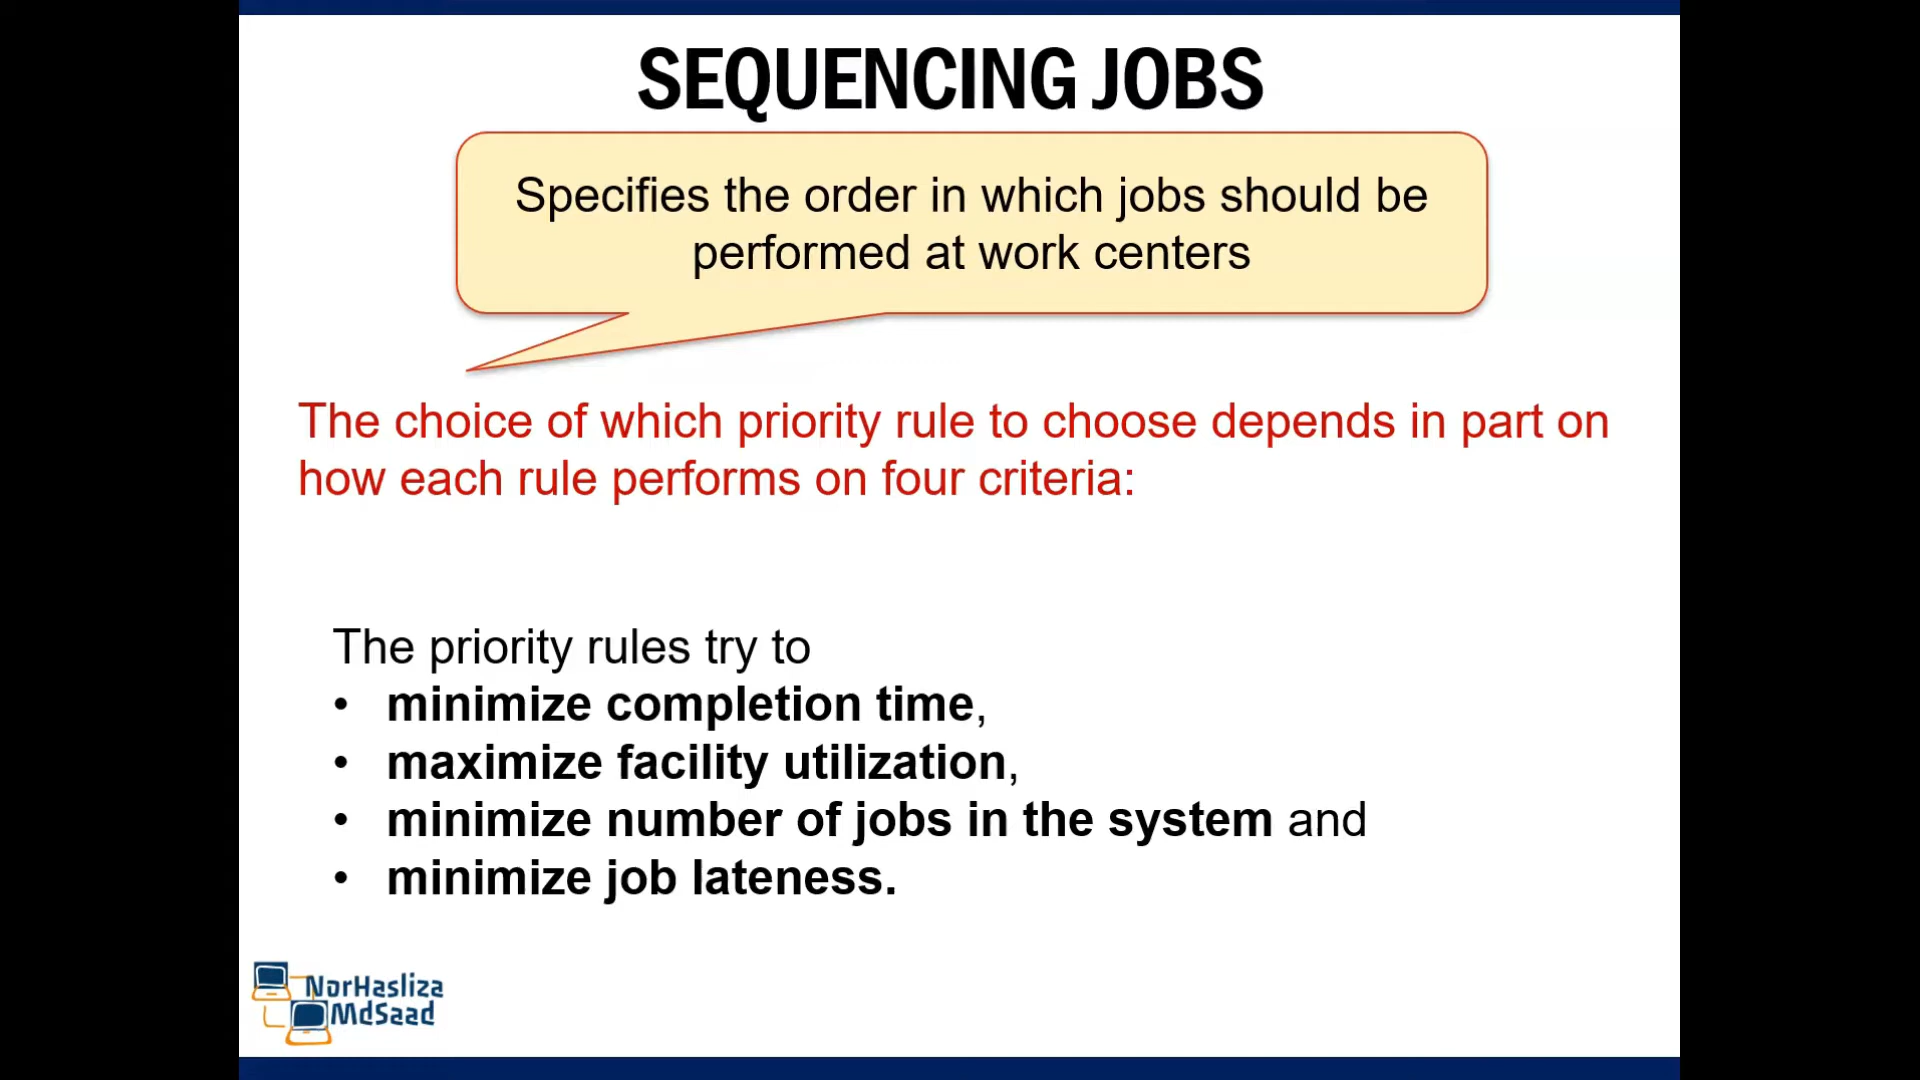 SEQUENCING JOBS
Specifies the order in which jobs should be
performed at work centers
The choice of which priority rule to choose depends in part on
how each rule performs on four criteria:
The priority rules try to
• minimize completion time,
• maximize facility utilization,
• minimize number of jobs in the system and
• minimize job lateness.
NorHasliza
MdSaad